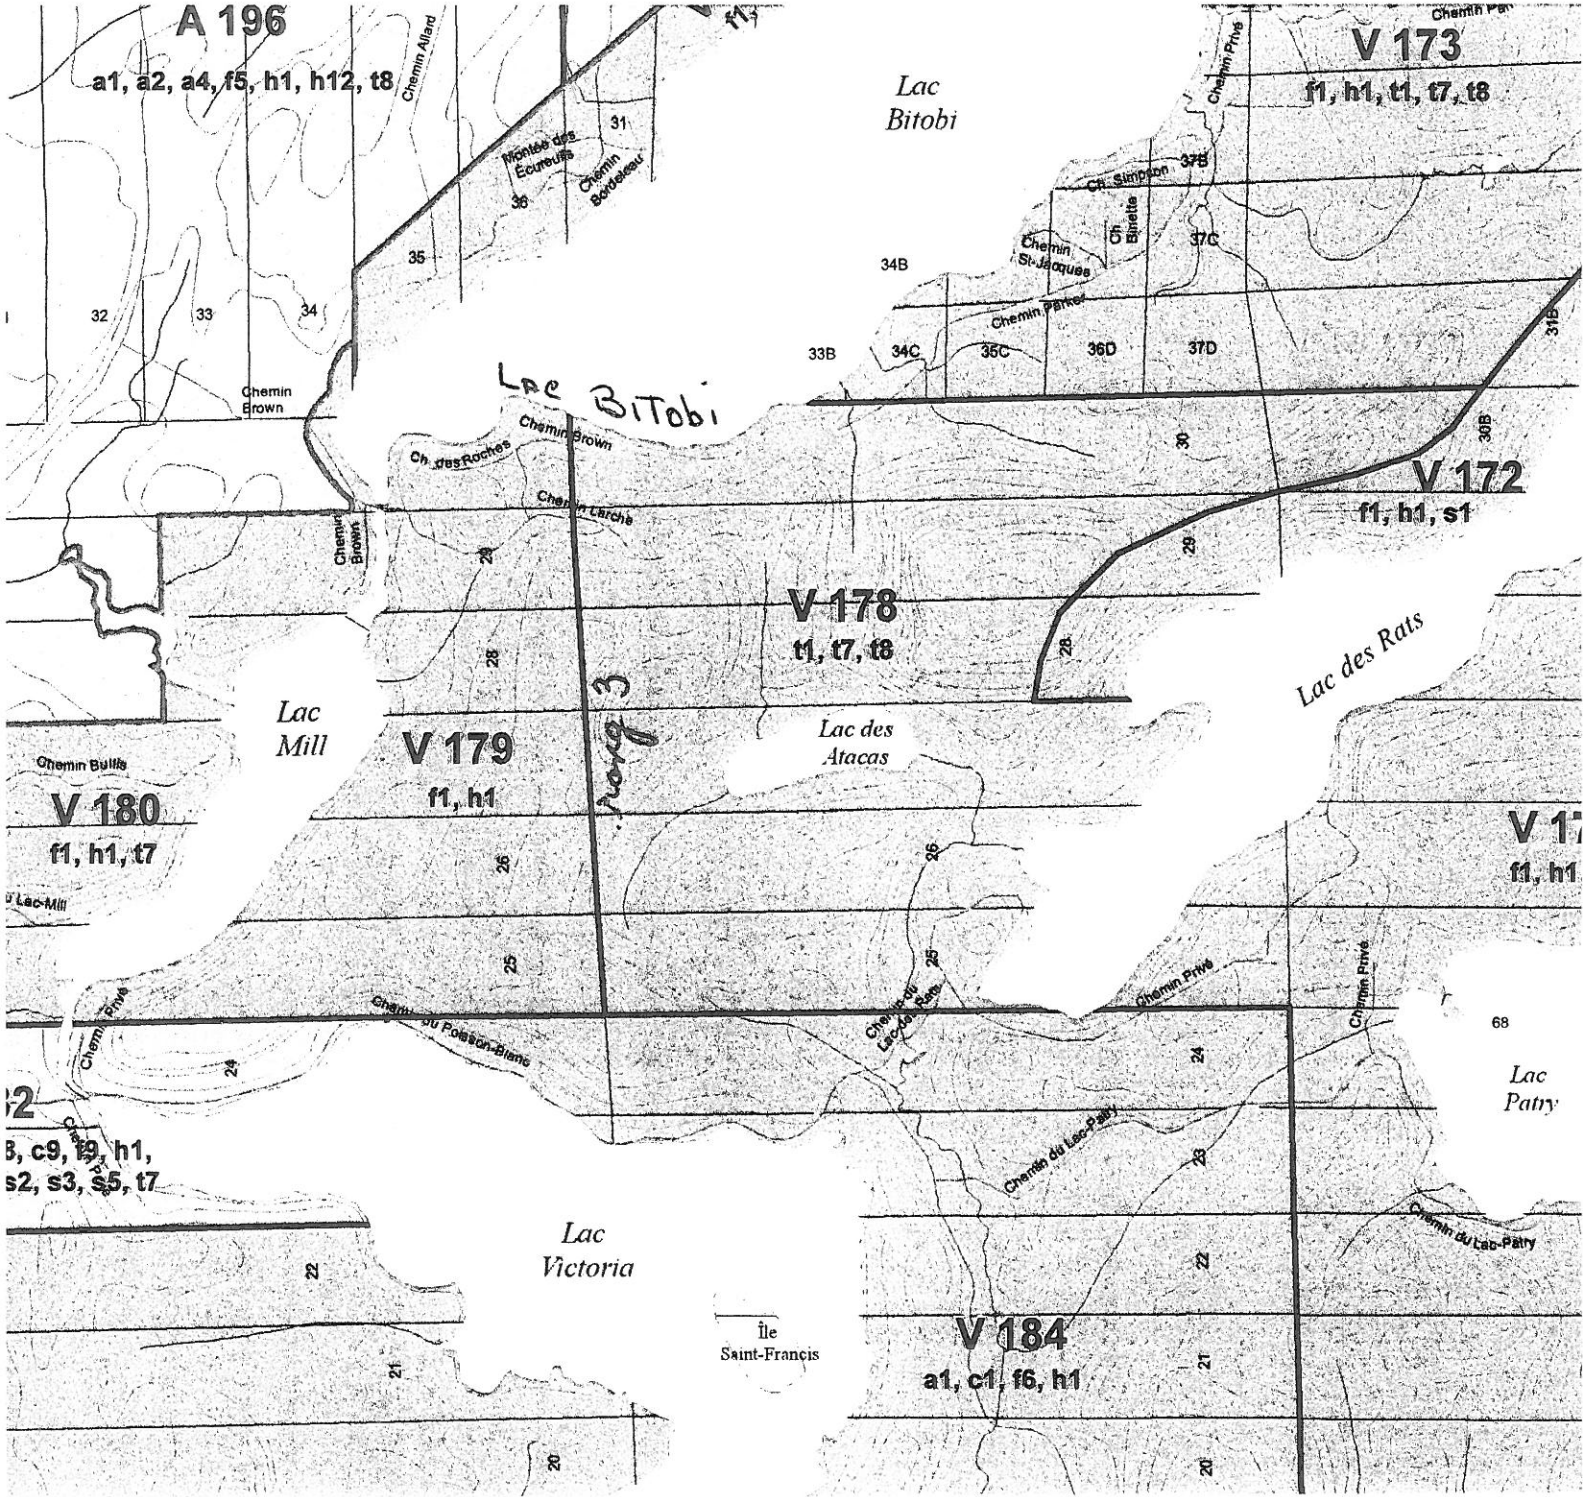 A 196
a1, a2, a4, f5, h1, h12, t8
Chemin Allard
f1,
Lac
Bitobi
Chemin Privé
V 173
f1, h1, t1, t7, t8
31
Montée des
Écureuils
Chemin
Bordeleau
36
35
37B
Ch. Simpson
Ch.
Binette
37C
Chemin
St-Jacques
34B
Chemin Parker
32
33
34
31B
33B
34C
35C
36D
37D
Chemin
Brown
Lac BiTobi
Chemin Brown
Ch. des Roches
30
30B
V 172
f1, h1, s1
Chemin Larche
Chemin
Brown
29
29
V 178
t1, t7, t8
28
28
Lac des Rats
rang 3
Lac
Mill
V 179
f1, h1
Lac des
Atacas
Chemin Bullis
V 180
f1, h1, t7
V 17
f1, h1
26
26
u Lac-Mill
25
25
Chemin Privé
Chemin Privé
Chemin Privé
Chemin du Poisson-Blanc
Chemin du
Lac-des-Rats
68
24
24
Lac
Patry
2
c9, f9, h1,
s2, s3, s5, t7
Chemin du Lac-Patry
23
Chemin du Lac-Patry
Lac
Victoria
22
22
Île
Saint-Francis
V 184
a1, c1, f6, h1
21
21
20
20